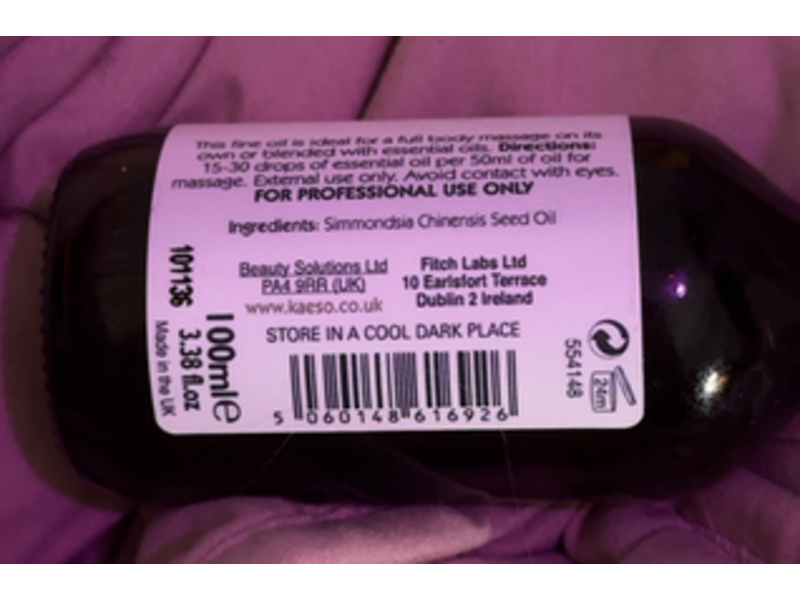 This fine oil is ideal for a full body massage on its
own or blended with essential oils. Directions:
15-30 drops of essential oil per 50ml of oil for
massage. External use only. Avoid contact with eyes.
FOR PROFESSIONAL USE ONLY
Ingredients: Simmondsia Chinensis Seed Oil
Beauty Solutions Ltd
PA4 9RR (UK)
www.kaeso.co.uk
Fitch Labs Ltd
10 Earlsfort Terrace
Dublin 2 Ireland
STORE IN A COOL DARK PLACE
5 060148 616926
101136
100ml℮
3.38 fl.oz
Made in the UK
554148
24m